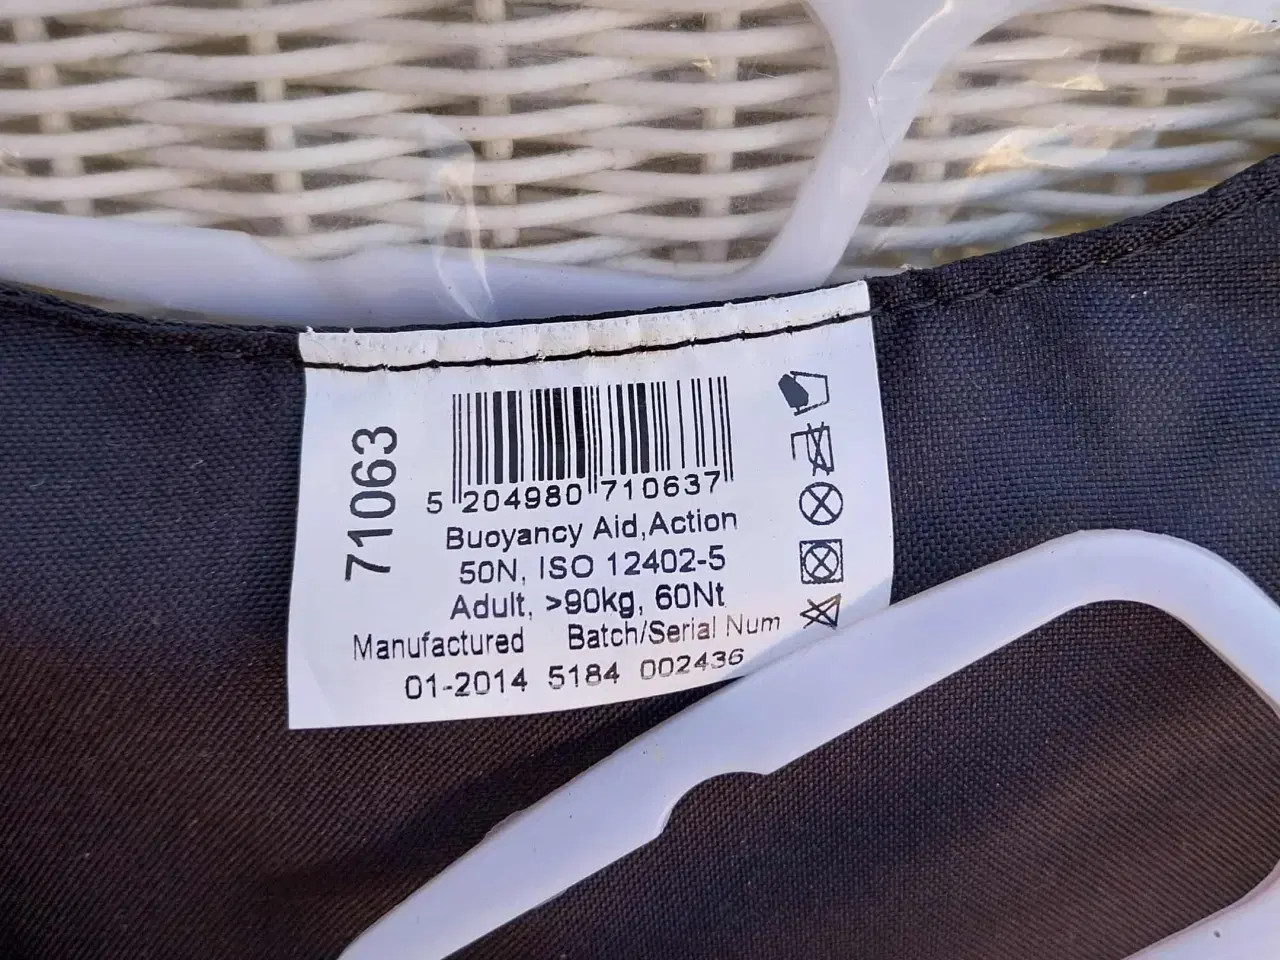 71063
5 204980 710637
Buoyancy Aid,Action
50N, ISO 12402-5
Adult, >90kg, 60Nt
Manufactured Batch/Serial Num
01-2014 5184 002436